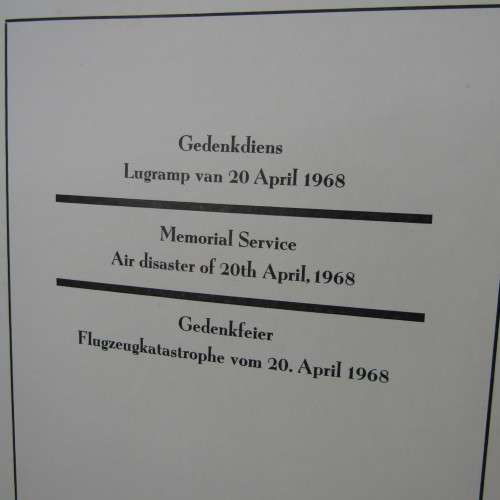 Gedenkdiens
Lugramp van 20 April 1968
Memorial Service
Air disaster of 20th April, 1968
Gedenkfeier
Flugzeugkatastrophe vom 20. April 1968